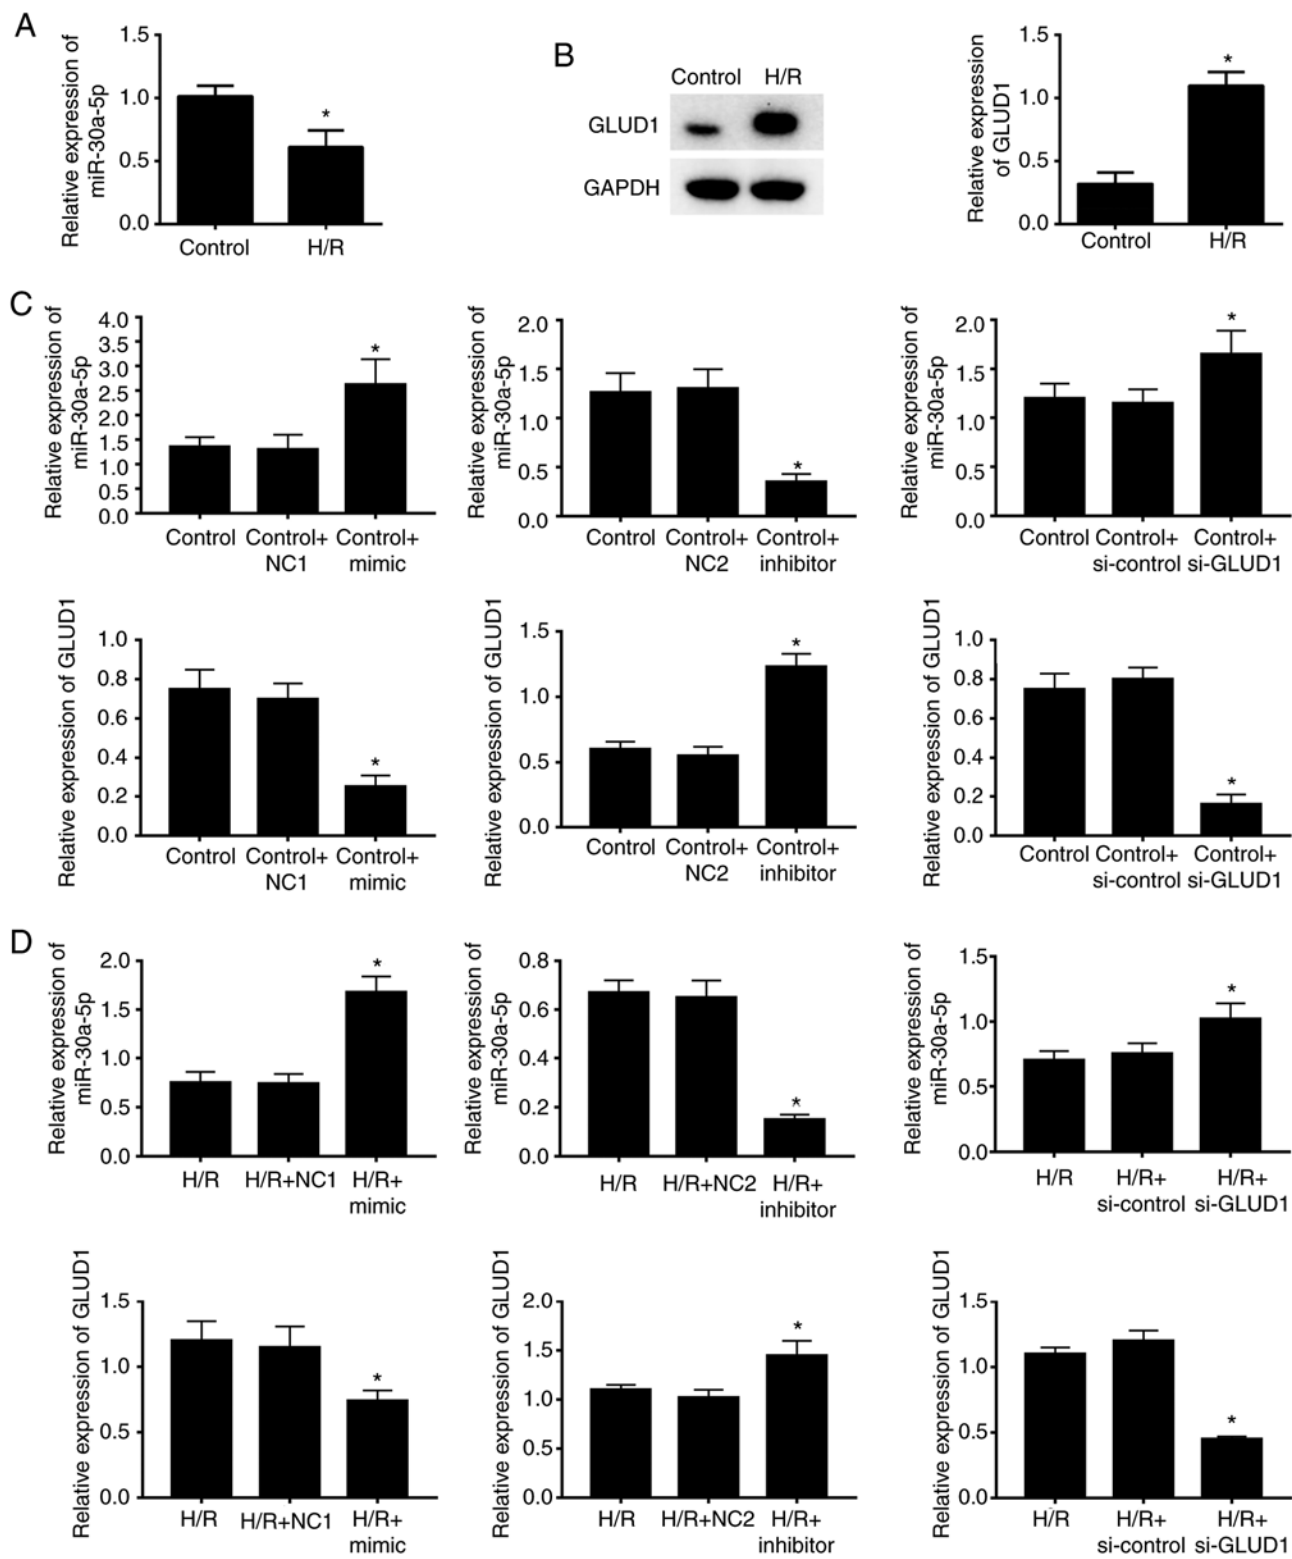 A
Relative expression of
miR-30a-5p
1.5
1.0
0.5
0.0
*
Control
H/R
B
Control
H/R
GLUD1
GAPDH
Relative expression
of GLUD1
1.5
1.0
0.5
0.0
*
Control
H/R
C
Relative expression of
miR-30a-5p
4.0
3.5
3.0
2.5
2.0
1.5
1.0
0.5
0.0
*
Control
Control+
NC1
Control+
mimic
Relative expression of
miR-30a-5p
2.0
1.5
1.0
0.5
0.0
*
Control
Control+
NC2
Control+
inhibitor
Relative expression of
miR-30a-5p
2.0
1.5
1.0
0.5
0.0
*
Control
Control+
si-control
Control+
si-GLUD1
Relative expression of GLUD1
1.0
0.8
0.6
0.4
0.2
0.0
*
Control
Control+
NC1
Control+
mimic
Relative expression of GLUD1
1.5
1.0
0.5
0.0
*
Control
Control+
NC2
Control+
inhibitor
Relative expression of GLUD1
1.0
0.8
0.6
0.4
0.2
0.0
*
Control
Control+
si-control
Control+
si-GLUD1
D
Relative expression of
miR-30a-5p
2.0
1.5
1.0
0.5
0.0
*
H/R
H/R+NC1
H/R+
mimic
Relative expression of
miR-30a-5p
0.8
0.6
0.4
0.2
0.0
*
H/R
H/R+NC2
H/R+
inhibitor
Relative expression of
miR-30a-5p
1.5
1.0
0.5
0.0
*
H/R
H/R+
si-control
H/R+
si-GLUD1
Relative expression of GLUD1
1.5
1.0
0.5
0.0
*
H/R
H/R+NC1
H/R+
mimic
Relative expression of GLUD1
2.0
1.5
1.0
0.5
0.0
*
H/R
H/R+NC2
H/R+
inhibitor
Relative expression of GLUD1
1.5
1.0
0.5
0.0
*
H/R
H/R+
si-control
H/R+
si-GLUD1